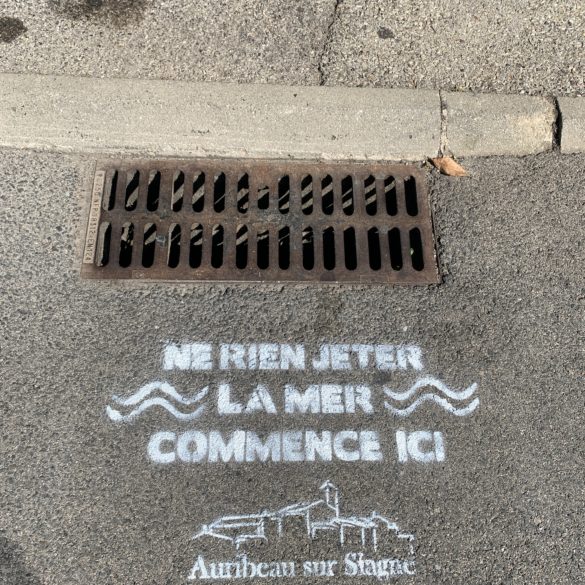 NE RIEN JETER
LA MER
COMMENCE ICI
Auribeau sur Siagne